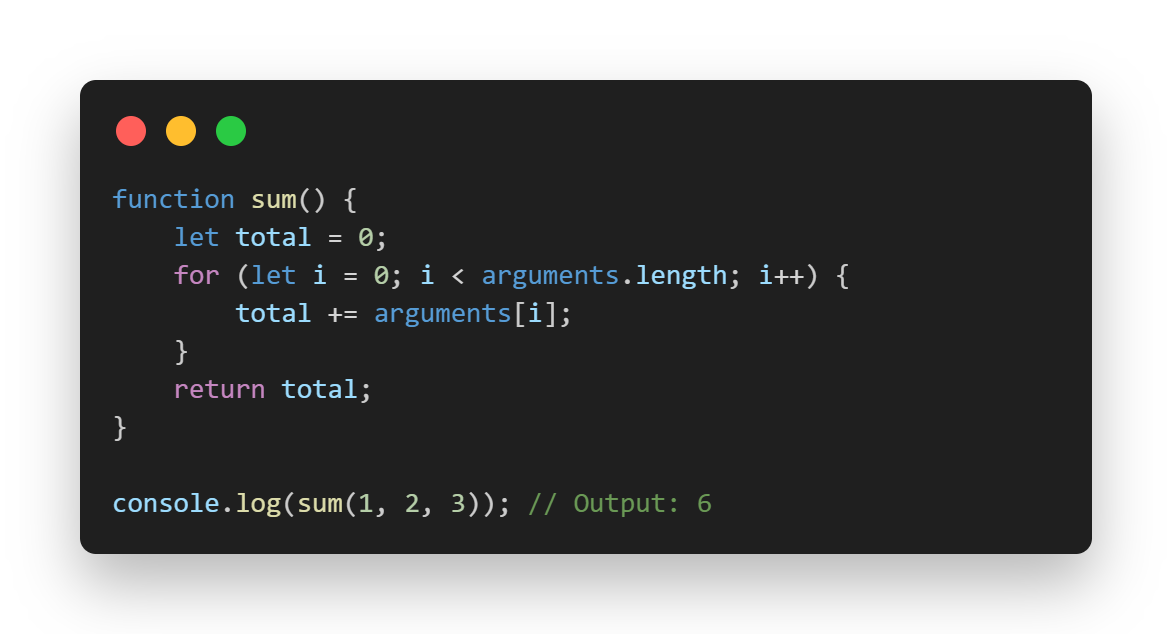 function sum() {
    let total = 0;
    for (let i = 0; i < arguments.length; i++) {
        total += arguments[i];
    }
    return total;
}

console.log(sum(1, 2, 3)); // Output: 6